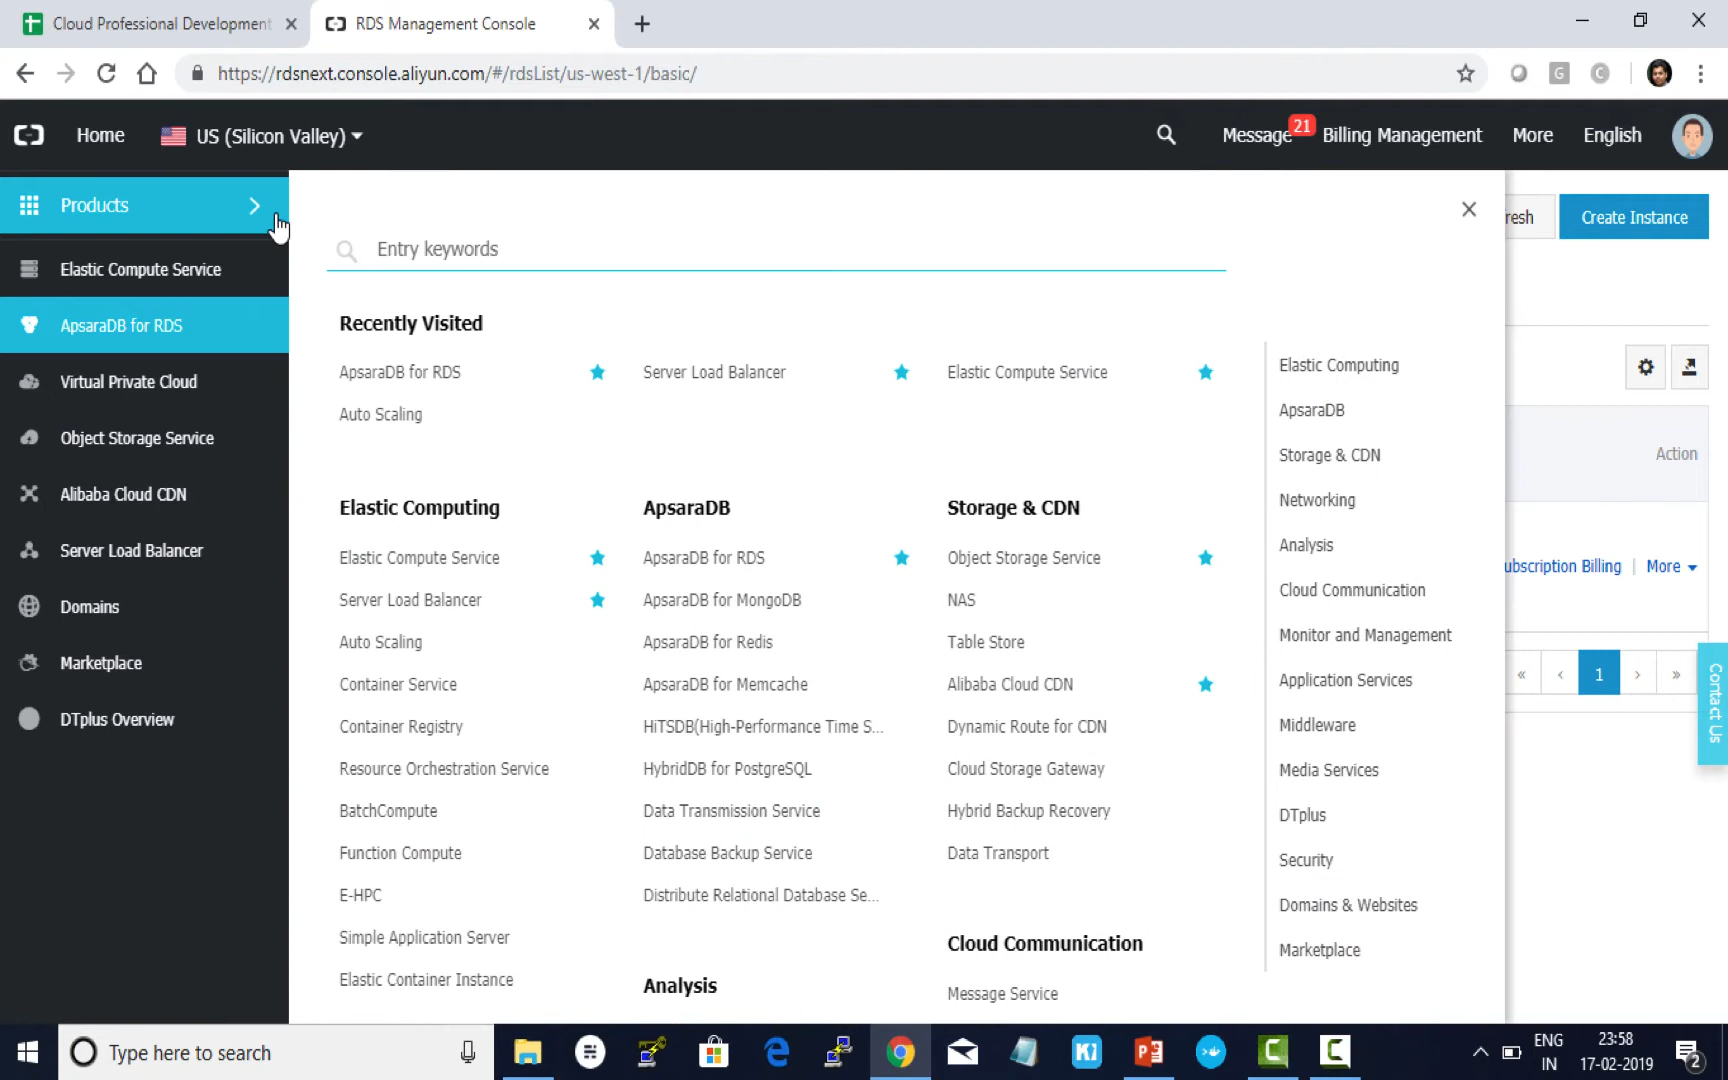 Cloud Professional Development
RDS Management Console
https://rdsnext.console.aliyun.com/#/rdsList/us-west-1/basic/
G
C
Home
US (Silicon Valley)
Message
21
Billing Management
More
English
Products
Elastic Compute Service
ApsaraDB for RDS
Virtual Private Cloud
Object Storage Service
Alibaba Cloud CDN
Server Load Balancer
Domains
Marketplace
DTplus Overview
Entry keywords
Recently Visited
ApsaraDB for RDS
Server Load Balancer
Elastic Compute Service
Auto Scaling
Elastic Computing
Elastic Compute Service
Server Load Balancer
Auto Scaling
Container Service
Container Registry
Resource Orchestration Service
BatchCompute
Function Compute
E-HPC
Simple Application Server
Elastic Container Instance
ApsaraDB
ApsaraDB for RDS
ApsaraDB for MongoDB
ApsaraDB for Redis
ApsaraDB for Memcache
HiTSDB(High-Performance Time S...
HybridDB for PostgreSQL
Data Transmission Service
Database Backup Service
Distribute Relational Database Se...
Analysis
Storage & CDN
Object Storage Service
NAS
Table Store
Alibaba Cloud CDN
Dynamic Route for CDN
Cloud Storage Gateway
Hybrid Backup Recovery
Data Transport
Cloud Communication
Message Service
Elastic Computing
ApsaraDB
Storage & CDN
Networking
Analysis
Cloud Communication
Monitor and Management
Application Services
Middleware
Media Services
DTplus
Security
Domains & Websites
Marketplace
resh
Create Instance
Action
ubscription Billing | More
« ‹ 1 › »
Contact Us
Type here to search
ENG
IN
23:58
17-02-2019
2